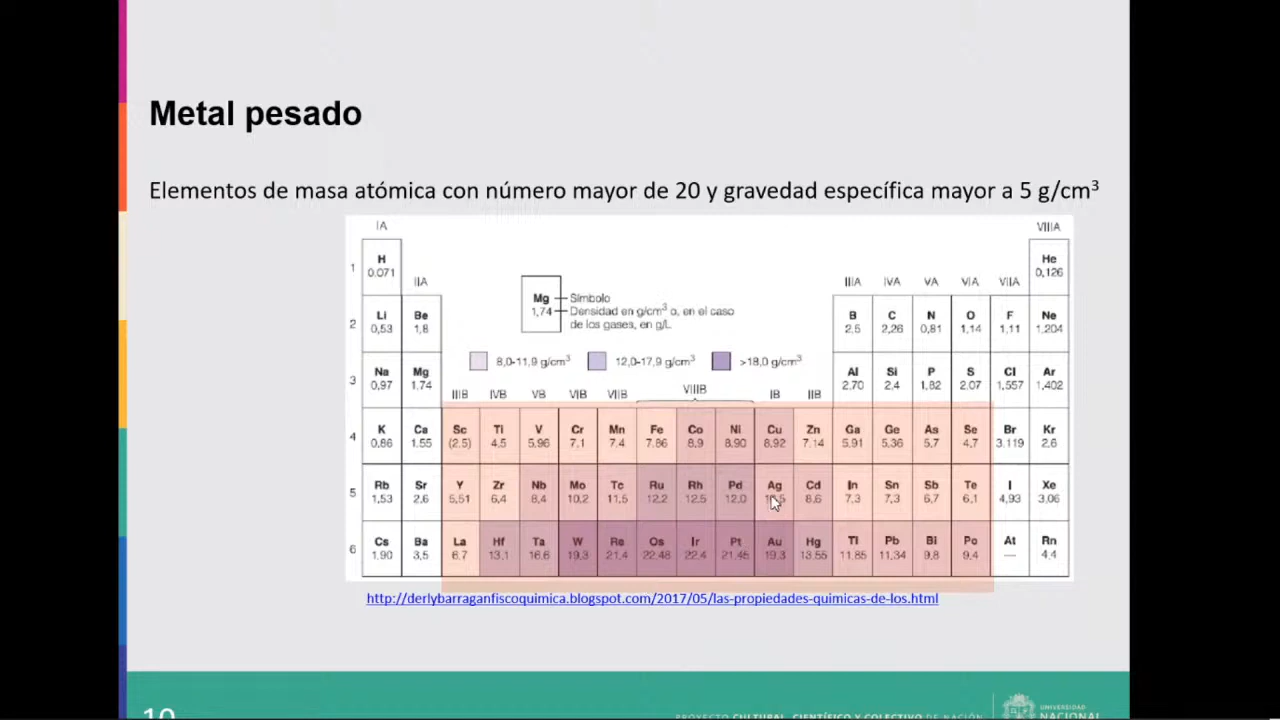 Metal pesado
Elementos de masa atómica con número mayor de 20 y gravedad específica mayor a 5 g/cm³
IA VIIIA
1 H He
0.071 0,126
IIA IIIA IVA VA VIA VIIA
Mg Símbolo
1,74 Densidad en g/cm³ o, en el caso
de los gases, en g/L
2 Li Be B C N O F Ne
0,53 1,8 2,5 2,26 0,81 1,14 1,11 1,204
8,0-11,9 g/cm³ 12,0-17,9 g/cm³ >18,0 g/cm³
3 Na Mg Al Si P S Cl Ar
0,97 1.74 2.70 2,4 1,82 2.07 1,557 1,402
IIIB IVB VB VIB VIIB VIIIB IB IIB
4 K Ca Sc Ti V Cr Mn Fe Co Ni Cu Zn Ga Ge As Se Br Kr
0,86 1.55 (2.5) 4,5 5,96 7,1 7.4 7.86 8,9 8,90 8,92 7,14 5,91 5,36 5,7 4,7 3,119 2,6
5 Rb Sr Y Zr Nb Mo Tc Ru Rh Pd Ag Cd In Sn Sb Te I Xe
1,53 2,6 5,51 6,4 8,4 10,2 11,5 12,2 12,5 12,0 8,6 7,3 7,3 6,7 6,1 4,93 3,06
6 Cs Ba La Hf Ta W Re Os Ir Pt Au Hg Tl Pb Bi Po At Rn
1,90 3,5 6,7 13,1 16,6 19,3 21,4 22,48 22,4 21,45 19,3 13,55 11,85 11,34 9,8 9,4 — 4,4
http://derlybarraganfiscoquimica.blogspot.com/2017/05/las-propiedades-quimicas-de-los.html
10
PROYECTO CULTURAL, CIENTÍFICO Y COLECTIVO DE NACIÓN
UNIVERSIDAD
NACIONAL